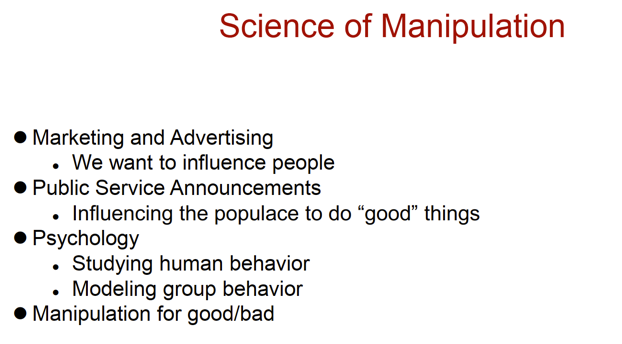 Science of Manipulation
● Marketing and Advertising
● We want to influence people
● Public Service Announcements
● Influencing the populace to do “good” things
● Psychology
● Studying human behavior
● Modeling group behavior
● Manipulation for good/bad